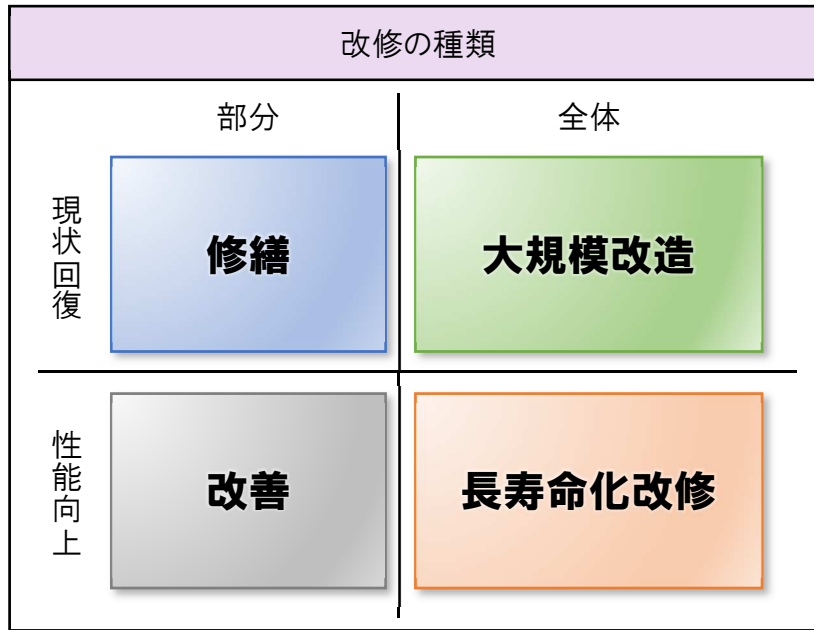 改修の種類
部分
全体
現状回復
修繕
大規模改造
性能向上
改善
長寿命化改修